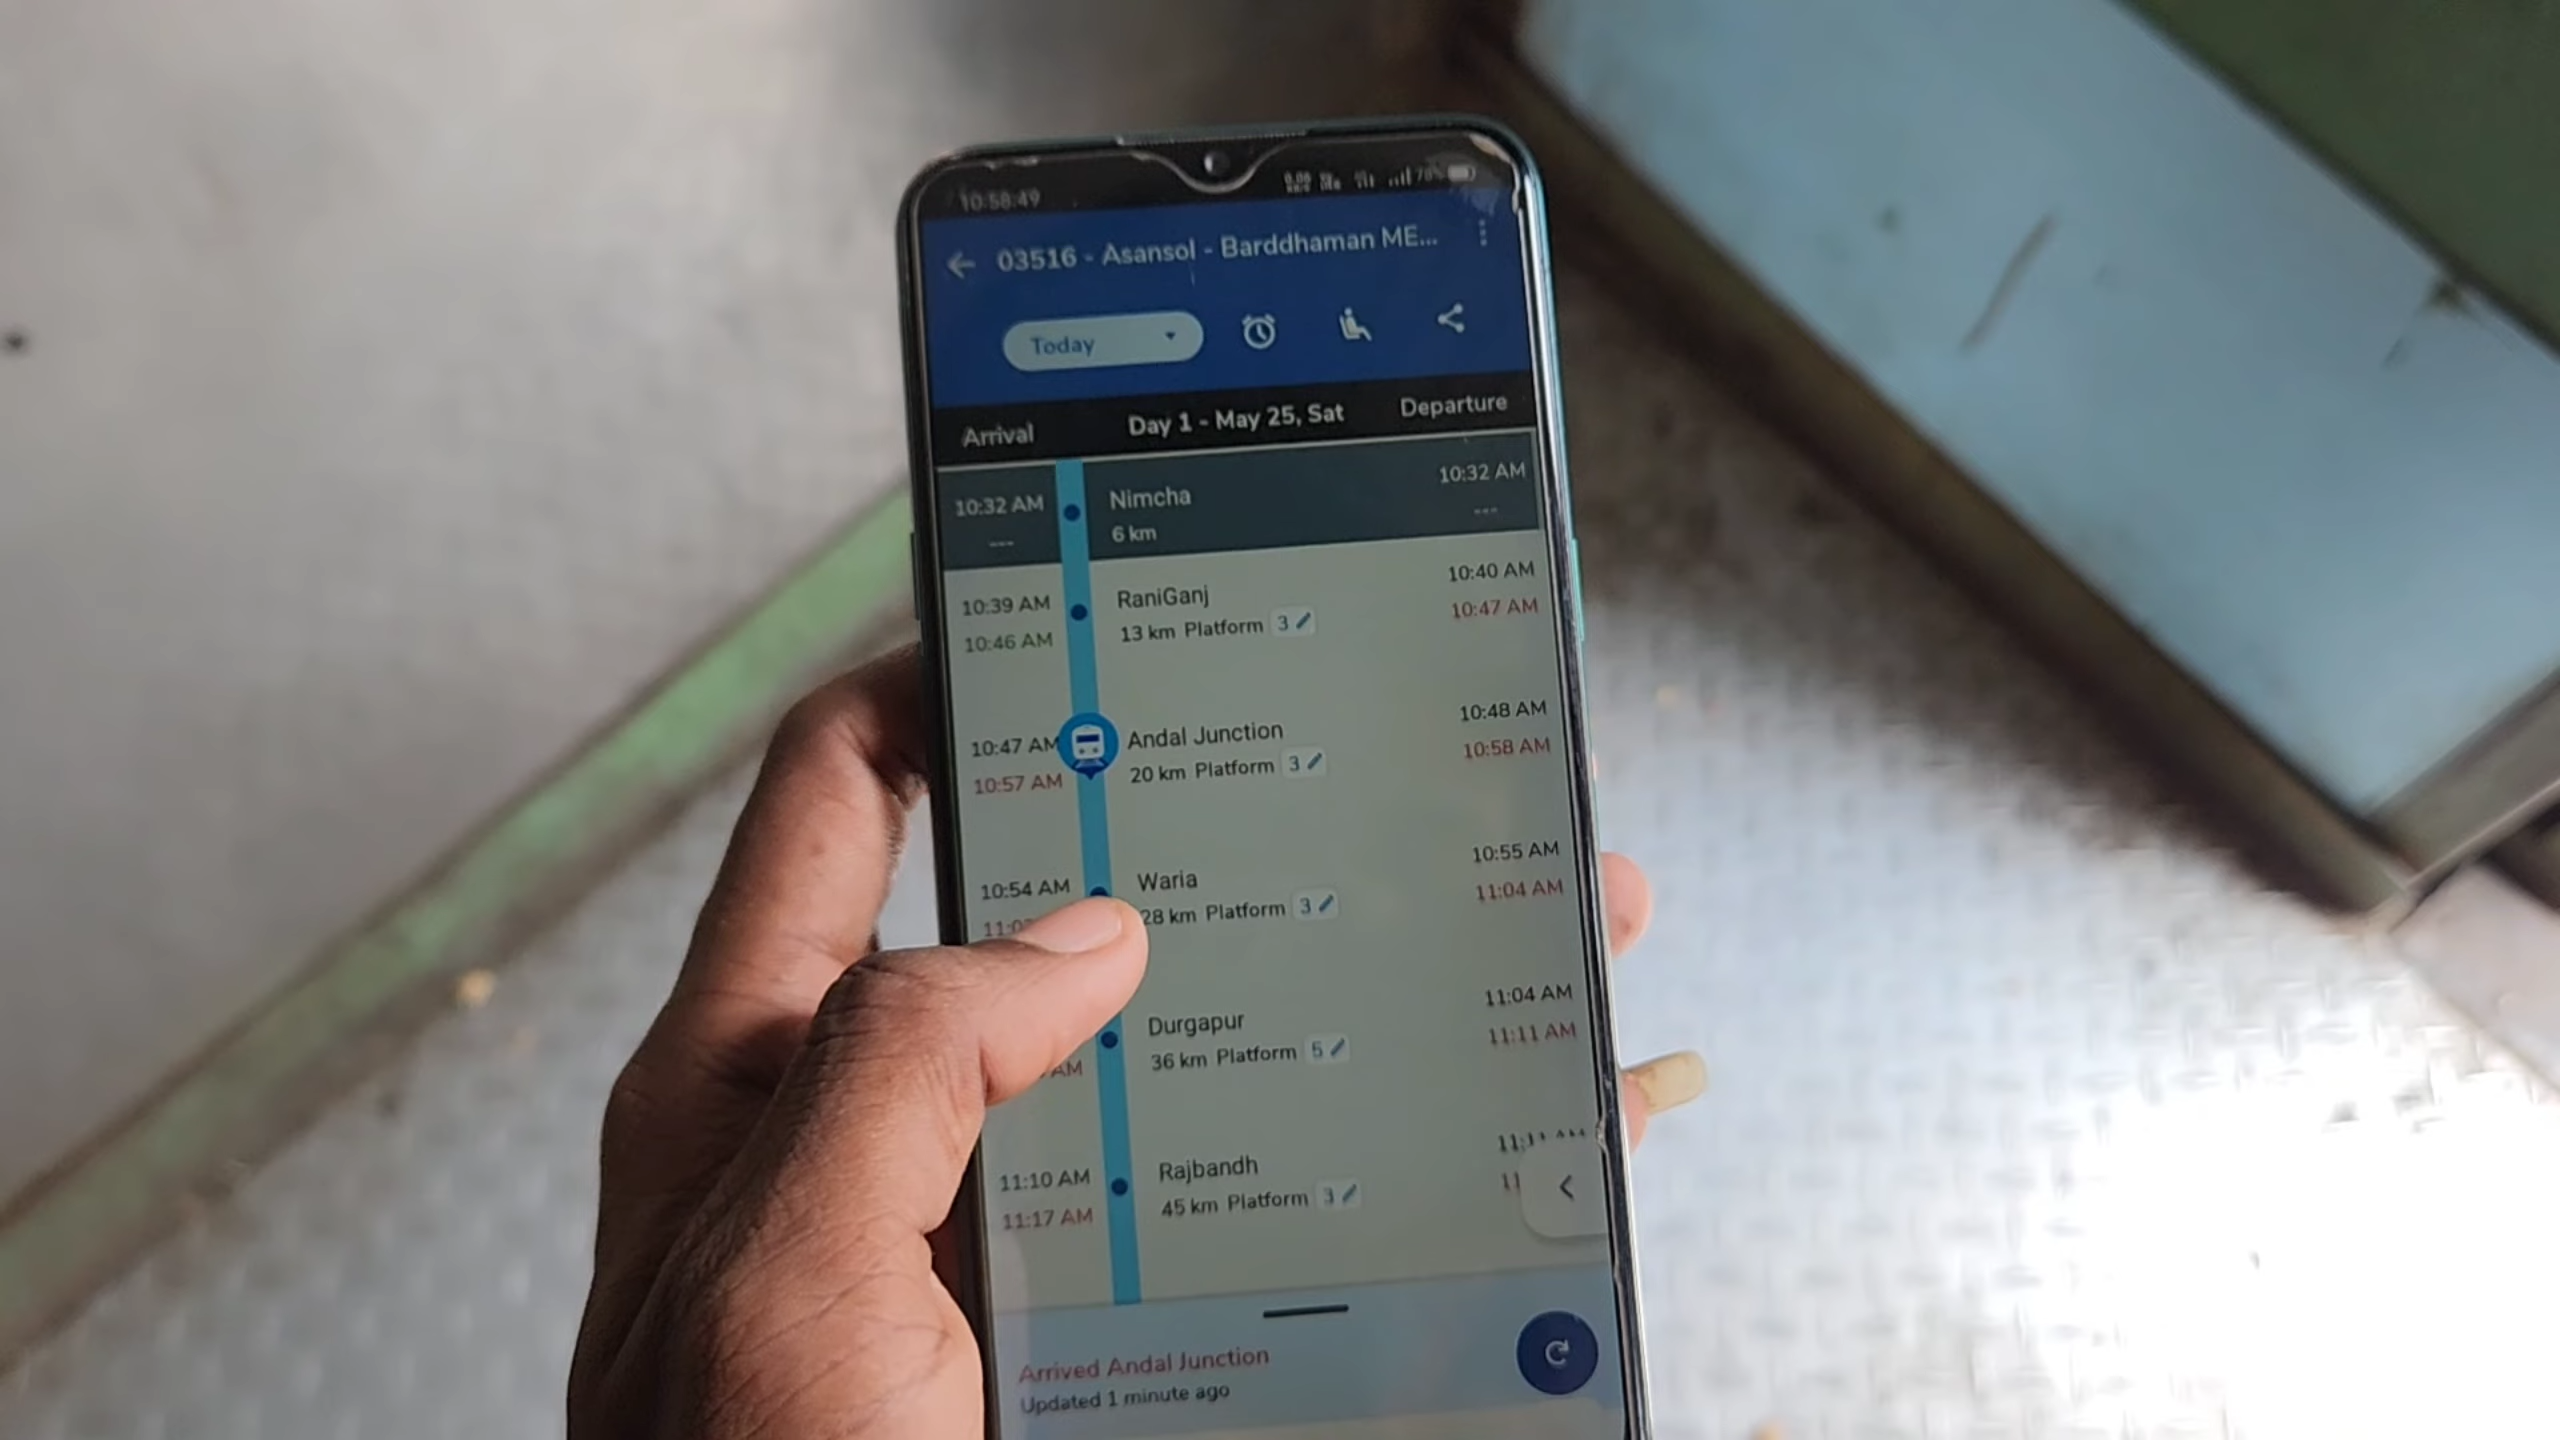 10:58:49
78%
03516 - Asansol - Barddhaman ME...
Today
Arrival Day 1 - May 25, Sat Departure
10:32 AM Nimcha 10:32 AM
--- 6 km ---
10:39 AM RaniGanj 10:40 AM
10:46 AM 13 km Platform 3 10:47 AM
10:47 AM Andal Junction 10:48 AM
10:57 AM 20 km Platform 3 10:58 AM
10:54 AM Waria 10:55 AM
28 km Platform 3 11:04 AM
Durgapur 11:04 AM
AM 36 km Platform 5 11:11 AM
11:10 AM Rajbandh
11:17 AM 45 km Platform 3
Arrived Andal Junction
Updated 1 minute ago